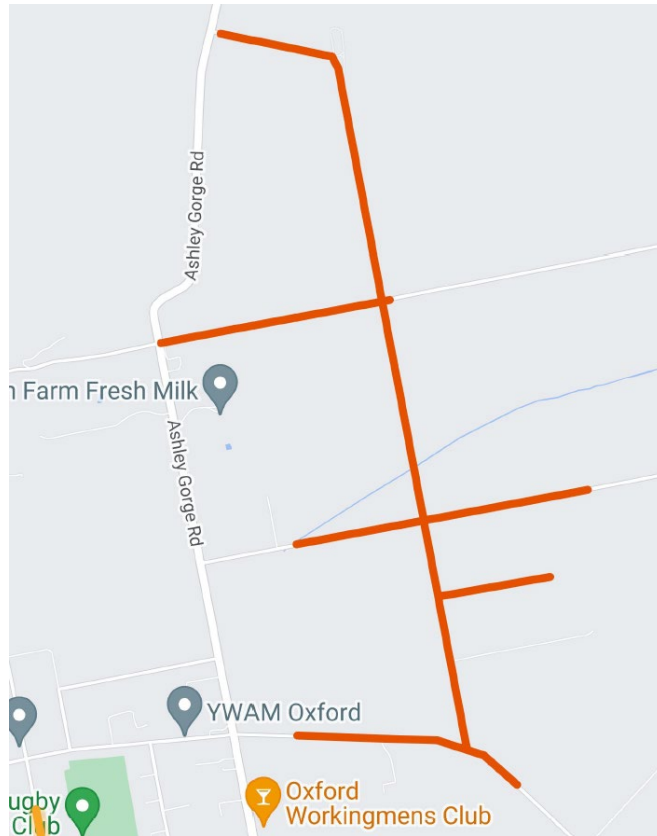 Ashley Gorge Rd
Farm Fresh Milk
Ashley Gorge Rd
YWAM Oxford
Oxford
Workingmens Club
Club